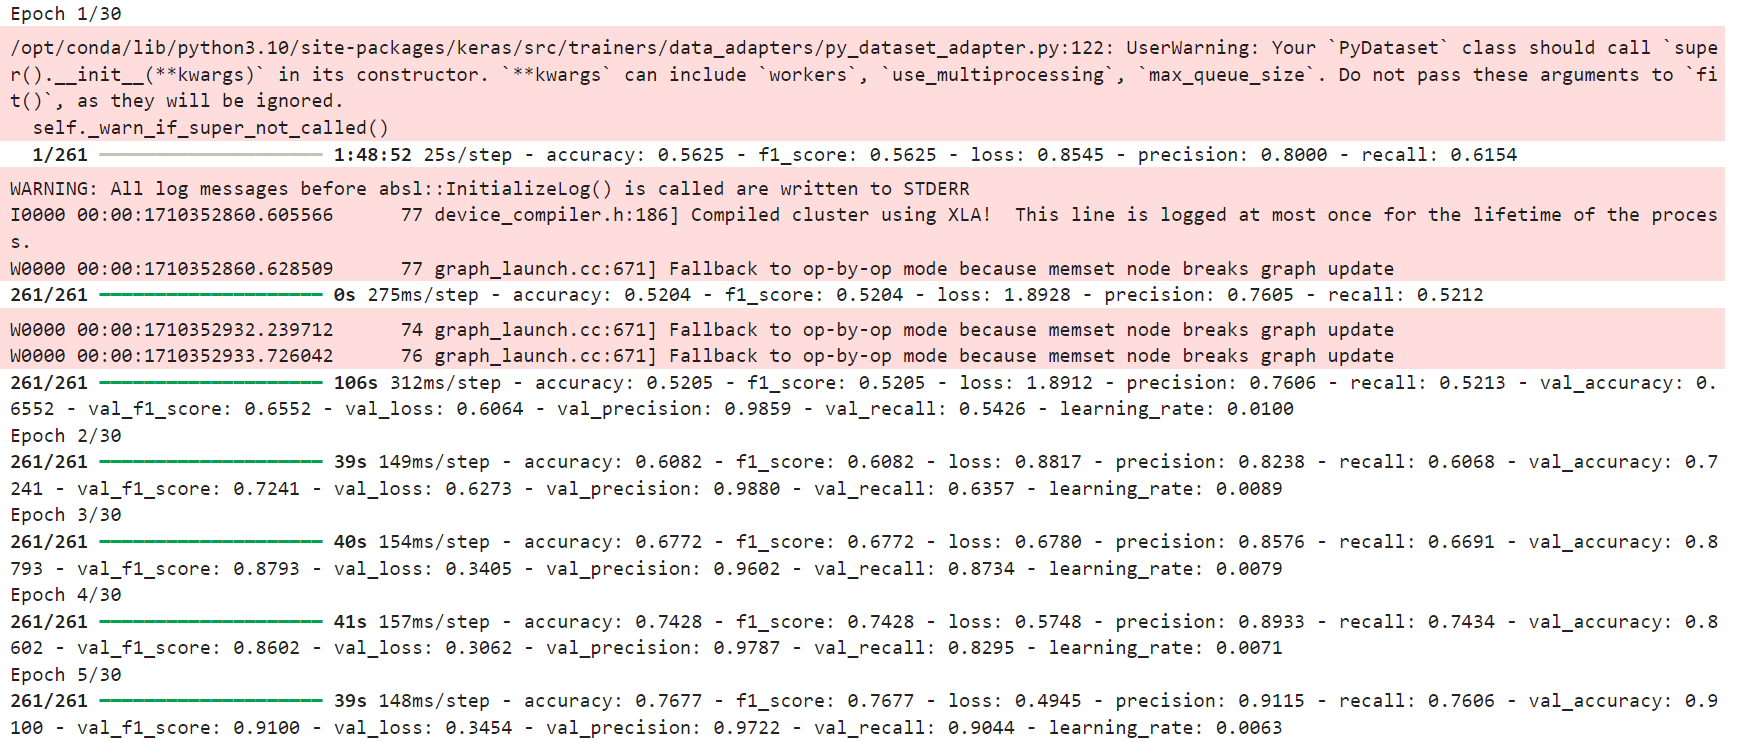 Epoch 1/30
/opt/conda/lib/python3.10/site-packages/keras/src/trainers/data_adapters/py_dataset_adapter.py:122: UserWarning: Your `PyDataset` class should call `supe
r().__init__(**kwargs)` in its constructor. `**kwargs` can include `workers`, `use_multiprocessing`, `max_queue_size`. Do not pass these arguments to `fi
t()`, as they will be ignored.
  self._warn_if_super_not_called()
  1/261 ━━━━━━━━━━━━━━━━━━━━ 1:48:52 25s/step - accuracy: 0.5625 - f1_score: 0.5625 - loss: 0.8545 - precision: 0.8000 - recall: 0.6154
WARNING: All log messages before absl::InitializeLog() is called are written to STDERR
I0000 00:00:1710352860.605566      77 device_compiler.h:186] Compiled cluster using XLA!  This line is logged at most once for the lifetime of the proces
s.
W0000 00:00:1710352860.628509      77 graph_launch.cc:671] Fallback to op-by-op mode because memset node breaks graph update
261/261 ━━━━━━━━━━━━━━━━━━━━ 0s 275ms/step - accuracy: 0.5204 - f1_score: 0.5204 - loss: 1.8928 - precision: 0.7605 - recall: 0.5212
W0000 00:00:1710352932.239712      74 graph_launch.cc:671] Fallback to op-by-op mode because memset node breaks graph update
W0000 00:00:1710352933.726042      76 graph_launch.cc:671] Fallback to op-by-op mode because memset node breaks graph update
261/261 ━━━━━━━━━━━━━━━━━━━━ 106s 312ms/step - accuracy: 0.5205 - f1_score: 0.5205 - loss: 1.8912 - precision: 0.7606 - recall: 0.5213 - val_accuracy: 0.
6552 - val_f1_score: 0.6552 - val_loss: 0.6064 - val_precision: 0.9859 - val_recall: 0.5426 - learning_rate: 0.0100
Epoch 2/30
261/261 ━━━━━━━━━━━━━━━━━━━━ 39s 149ms/step - accuracy: 0.6082 - f1_score: 0.6082 - loss: 0.8817 - precision: 0.8238 - recall: 0.6068 - val_accuracy: 0.7
241 - val_f1_score: 0.7241 - val_loss: 0.6273 - val_precision: 0.9880 - val_recall: 0.6357 - learning_rate: 0.0089
Epoch 3/30
261/261 ━━━━━━━━━━━━━━━━━━━━ 40s 154ms/step - accuracy: 0.6772 - f1_score: 0.6772 - loss: 0.6780 - precision: 0.8576 - recall: 0.6691 - val_accuracy: 0.8
793 - val_f1_score: 0.8793 - val_loss: 0.3405 - val_precision: 0.9602 - val_recall: 0.8734 - learning_rate: 0.0079
Epoch 4/30
261/261 ━━━━━━━━━━━━━━━━━━━━ 41s 157ms/step - accuracy: 0.7428 - f1_score: 0.7428 - loss: 0.5748 - precision: 0.8933 - recall: 0.7434 - val_accuracy: 0.8
602 - val_f1_score: 0.8602 - val_loss: 0.3062 - val_precision: 0.9787 - val_recall: 0.8295 - learning_rate: 0.0071
Epoch 5/30
261/261 ━━━━━━━━━━━━━━━━━━━━ 39s 148ms/step - accuracy: 0.7677 - f1_score: 0.7677 - loss: 0.4945 - precision: 0.9115 - recall: 0.7606 - val_accuracy: 0.9
100 - val_f1_score: 0.9100 - val_loss: 0.3454 - val_precision: 0.9722 - val_recall: 0.9044 - learning_rate: 0.0063